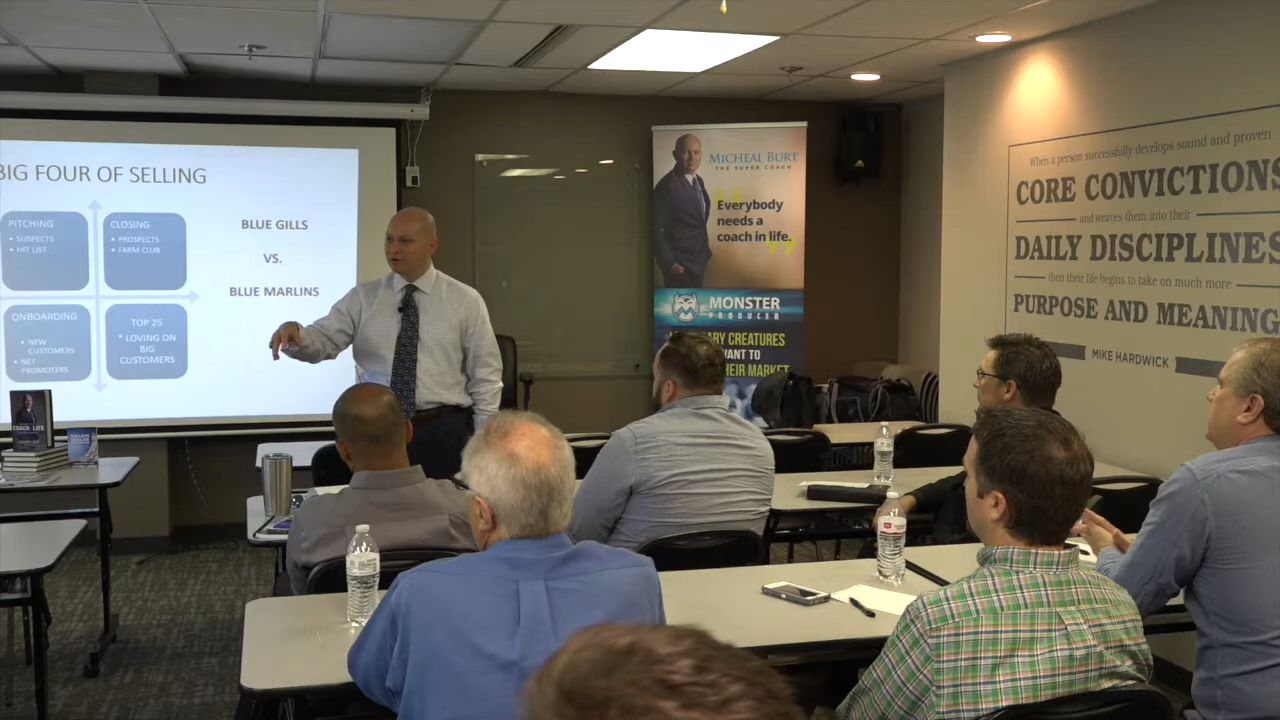 BIG FOUR OF SELLING
PITCHING
• SUSPECTS
• HIT LIST
CLOSING
• PROSPECTS
• FARM CLUB
ONBOARDING
• NEW
CUSTOMERS
• NET
PROMOTERS
TOP 25
• LOVING ON
BIG
CUSTOMERS
BLUE GILLS
VS.
BLUE MARLINS
MICHEAL BURT
THE SUPER COACH
Everybody
needs a
coach in life.
MONSTER
PRODUCER
ARY CREATURES
ANT TO
HEIR MARKET
When a person successfully develops sound and proven
CORE CONVICTIONS
and weaves them into their
DAILY DISCIPLINES
then their life begins to take on much more
PURPOSE AND MEANING
MIKE HARDWICK